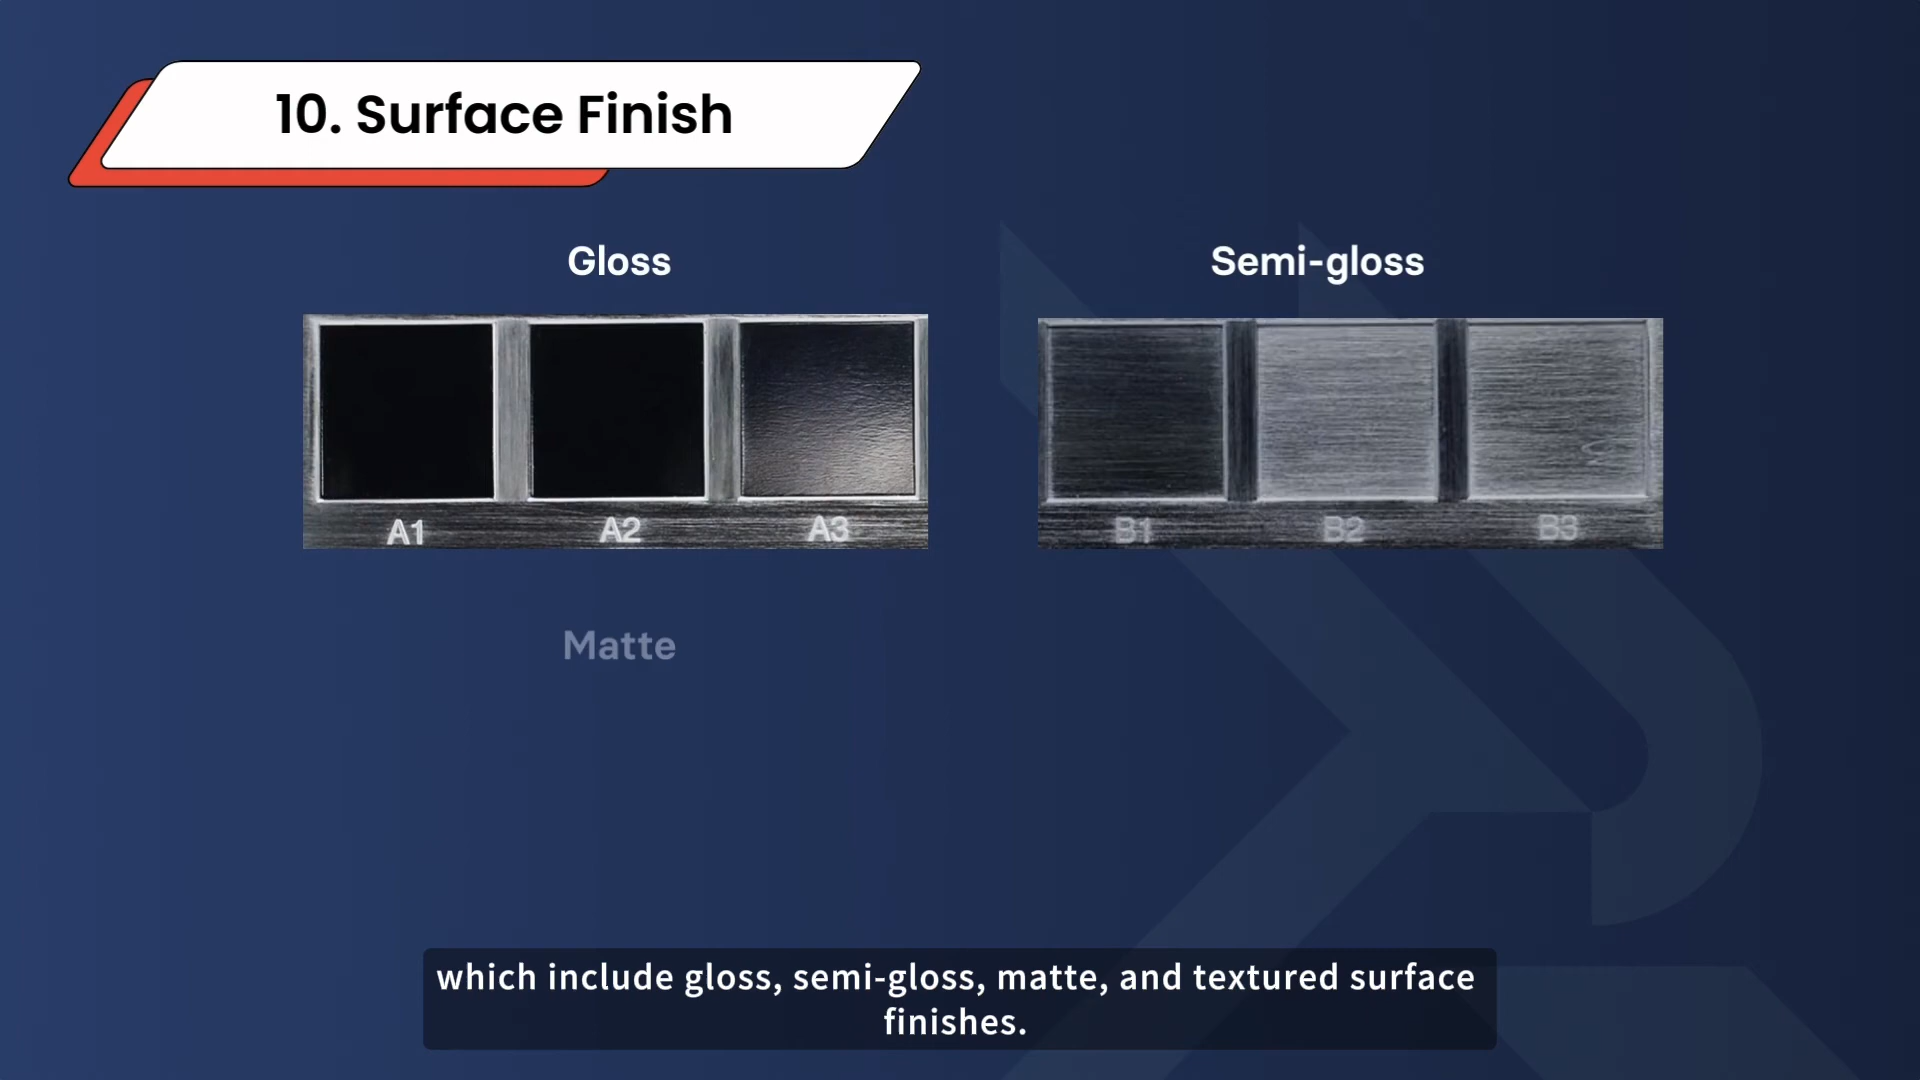 10. Surface Finish
Gloss
Semi-gloss
A1
A2
A3
B1
B2
B3
Matte
which include gloss, semi-gloss, matte, and textured surface
finishes.